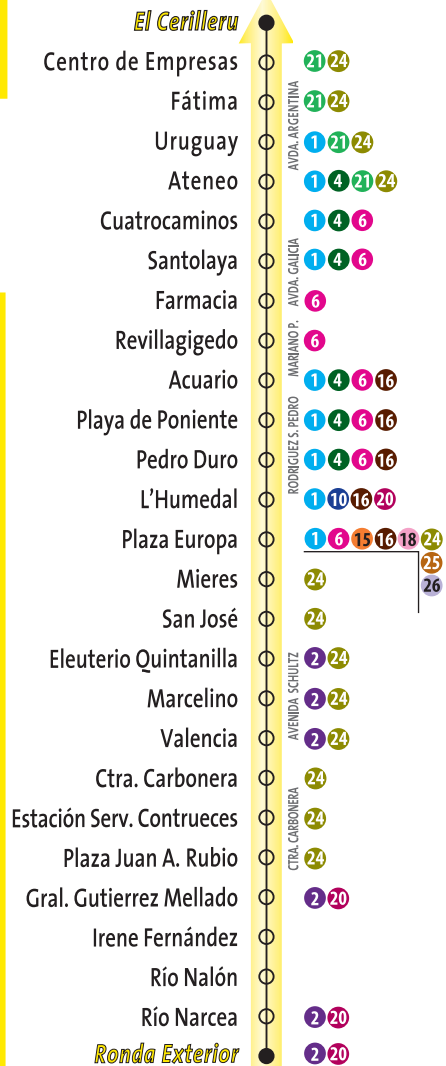 El Cerilleru
Centro de Empresas 21 24
Fátima 21 24
AVDA. ARGENTINA
Uruguay 1 21 24
Ateneo 1 4 21 24
Cuatrocaminos 1 4 6
Santolaya 1 4 6
AVDA. GALICIA
Farmacia 6
Revillagigedo 6
MARIANO P.
Acuario 1 4 6 16
Playa de Poniente 1 4 6 16
RODRIGUEZ S. PEDRO
Pedro Duro 1 4 6 16
L'Humedal 1 10 16 20
Plaza Europa 1 6 15 16 18 24
25
26
Mieres 24
San José 24
Eleuterio Quintanilla 2 24
Marcelino 2 24
AVENIDA SCHULTZ
Valencia 2 24
Ctra. Carbonera 24
Estación Serv. Contrueces 24
CTRA. CARBONERA
Plaza Juan A. Rubio 24
Gral. Gutierrez Mellado 2 20
Irene Fernández
Río Nalón
Río Narcea 2 20
Ronda Exterior 2 20